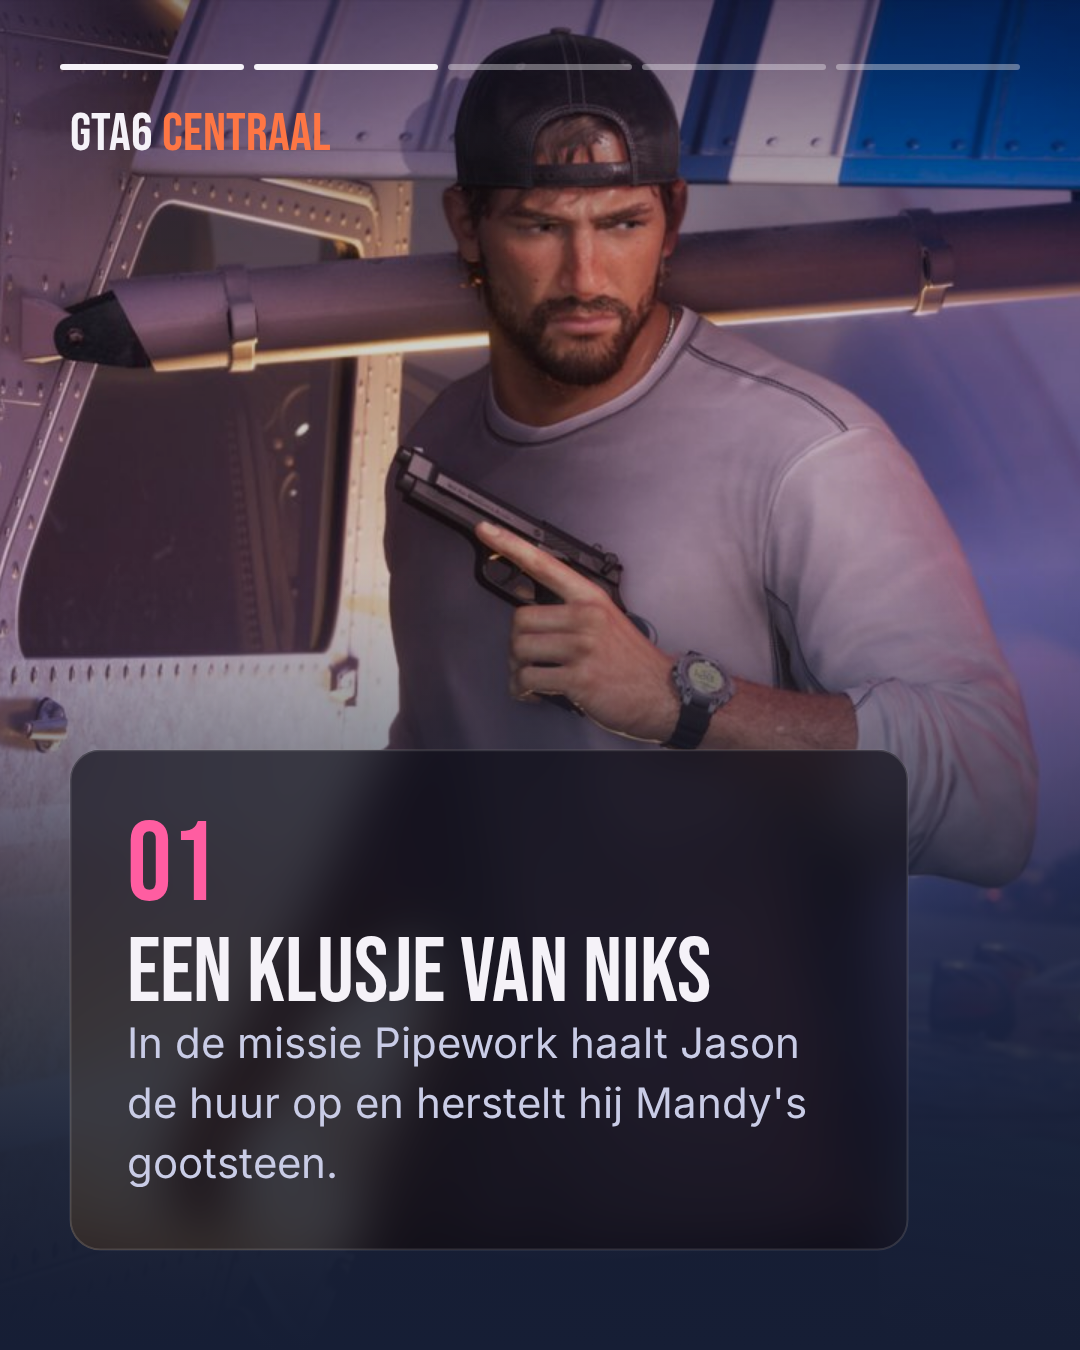 GTA6 CENTRAAL
01
EEN KLUSJE VAN NIKS
In de missie Pipework haalt Jason
de huur op en herstelt hij Mandy's
gootsteen.